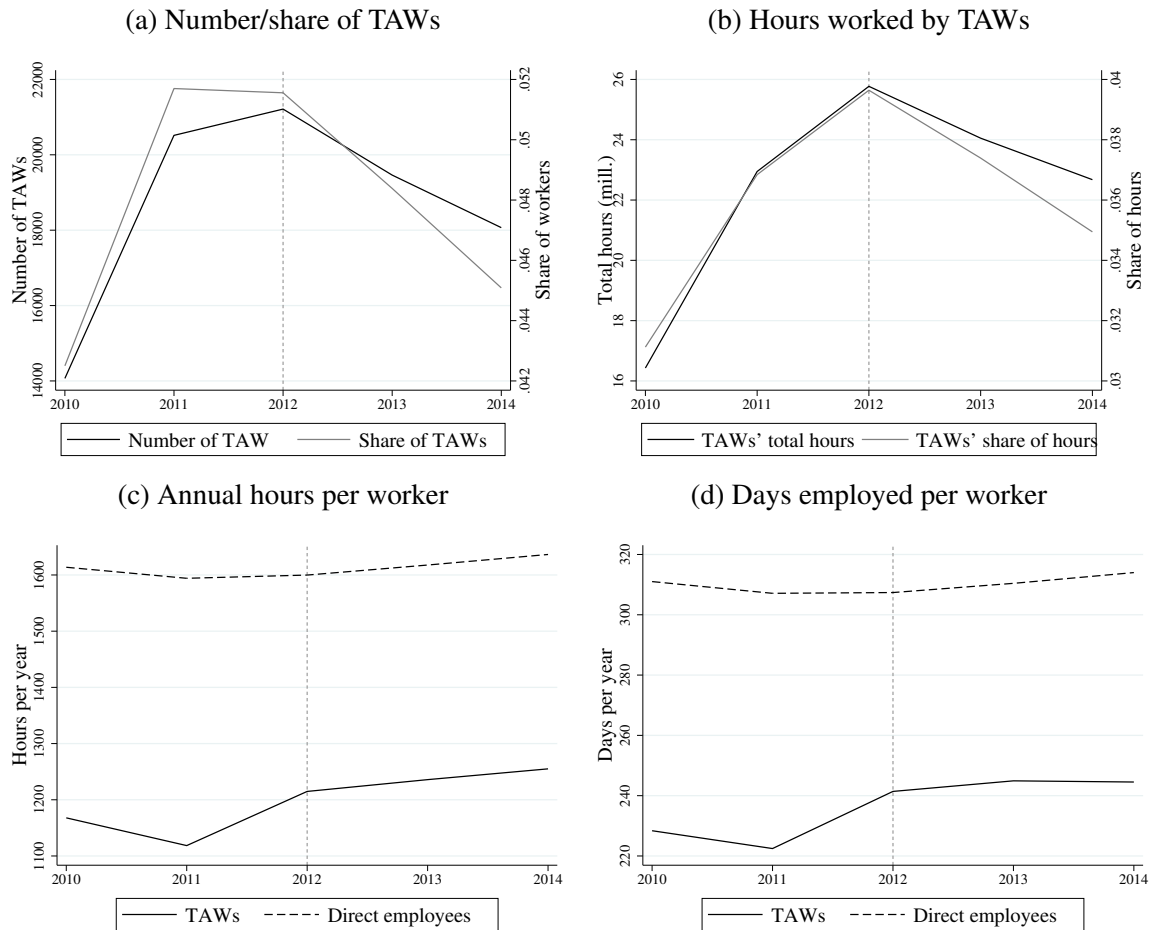 (a) Number/share of TAWs
Number of TAWs
14000 16000 18000 20000 22000
.042 .044 .046 .048 .05 .052
Share of workers
2010 2011 2012 2013 2014
Number of TAW Share of TAWs
(b) Hours worked by TAWs
Total hours (mill.)
16 18 20 22 24 26
.03 .032 .034 .036 .038 .04
Share of hours
2010 2011 2012 2013 2014
TAWs’ total hours TAWs’ share of hours
(c) Annual hours per worker
Hours per year
1100 1200 1300 1400 1500 1600
2010 2011 2012 2013 2014
TAWs Direct employees
(d) Days employed per worker
Days per year
220 240 260 280 300 320
2010 2011 2012 2013 2014
TAWs Direct employees